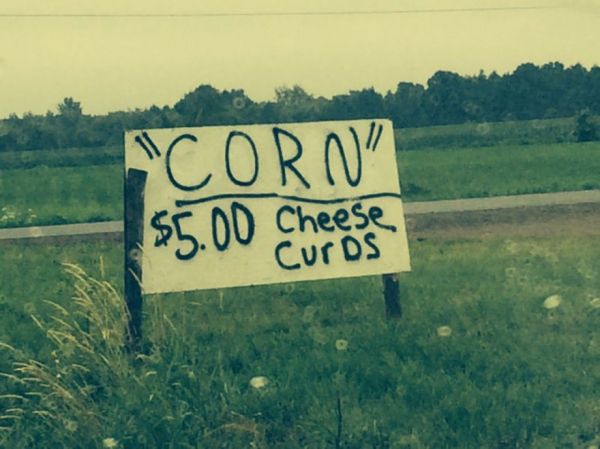 "CORN"
$5.00 Cheese
CurDS